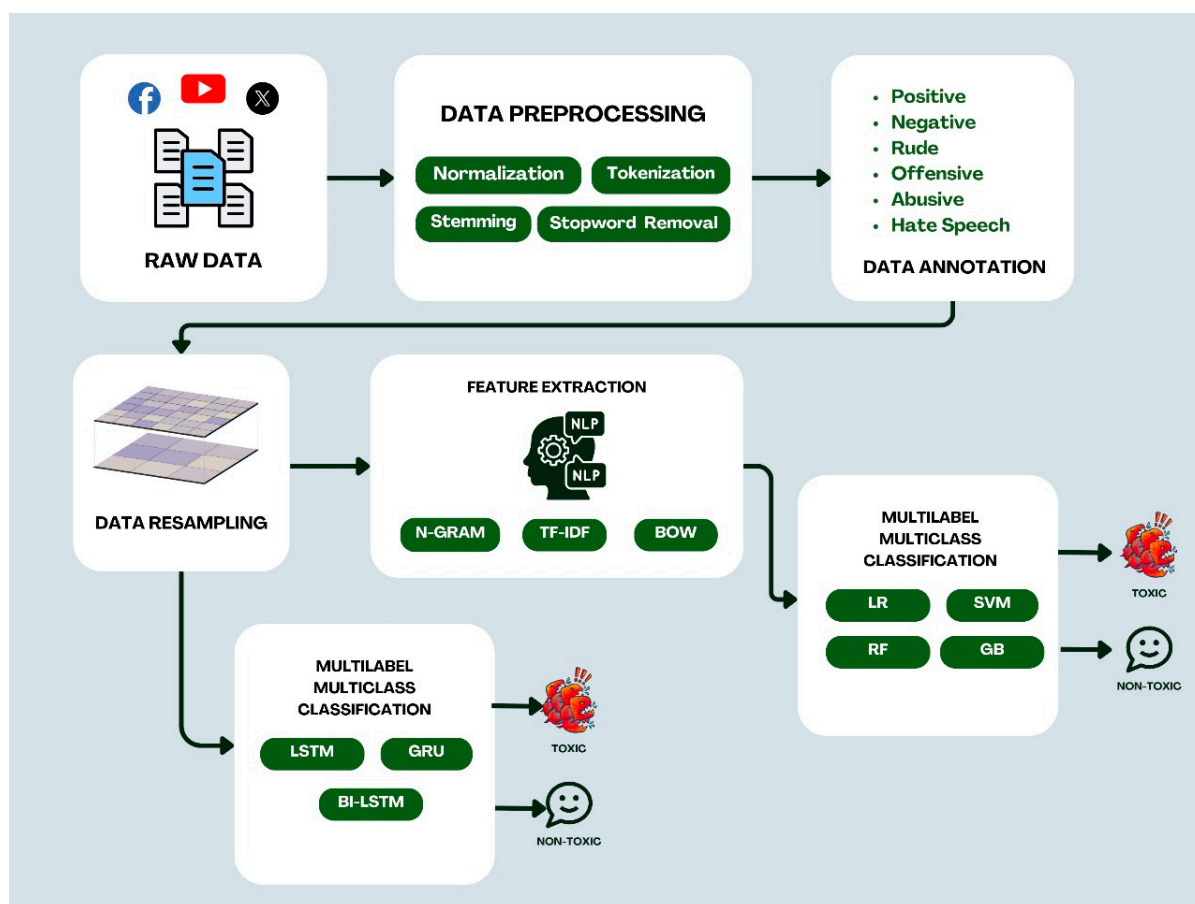 RAW DATA
DATA PREPROCESSING
Normalization
Tokenization
Stemming
Stopword Removal
• Positive
• Negative
• Rude
• Offensive
• Abusive
• Hate Speech
DATA ANNOTATION
DATA RESAMPLING
FEATURE EXTRACTION
NLP
NLP
N-GRAM
TF-IDF
BOW
MULTILABEL
MULTICLASS
CLASSIFICATION
LR
SVM
RF
GB
!!!
TOXIC
NON-TOXIC
MULTILABEL
MULTICLASS
CLASSIFICATION
LSTM
GRU
BI-LSTM
!!!
TOXIC
NON-TOXIC